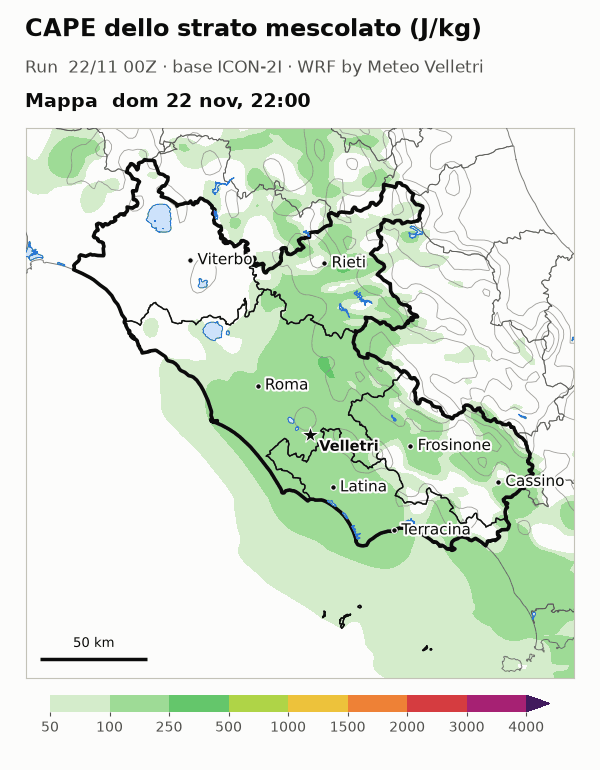 CAPE dello strato mescolato (J/kg)
Run 22/11 00Z · base ICON-2I · WRF by Meteo Velletri
Mappa dom 22 nov, 22:00
Viterbo
Rieti
Roma
Velletri
Frosinone
Latina
Cassino
Terracina
50 km
50 100 250 500 1000 1500 2000 3000 4000